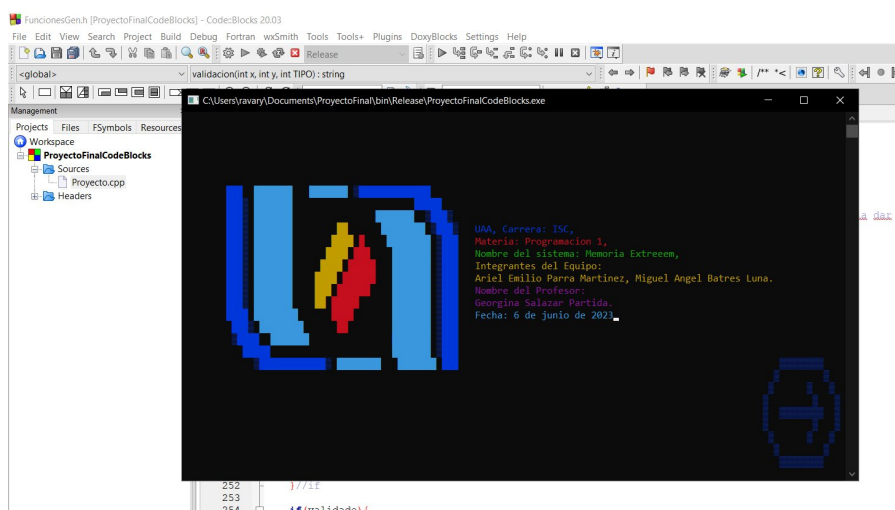 FuncionesGen.h [ProyectoFinalCodeBlocks] - Code::Blocks 20.03
File Edit View Search Project Build Debug Fortran wxSmith Tools Tools+ Plugins DoxyBlocks Settings Help
Release
<global>
validacion(int x, int y, int TIPO) : string
/** *<
C:\Users\ravary\Documents\ProyectoFinal\bin\Release\ProyectoFinalCodeBlocks.exe
Management
Projects Files FSymbols Resources
Workspace
ProyectoFinalCodeBlocks
Sources
Proyecto.cpp
Headers
a dar
UAA, Carrera: ISC,
Materia: Programacion 1,
Nombre del sistema: Memoria Extreeem,
Integrantes del Equipo:
Ariel Emilio Parra Martinez, Miguel Angel Batres Luna.
Nombre del Profesor:
Georgina Salazar Partida.
Fecha: 6 de junio de 2023
252 }//if
253
254 if(validado){